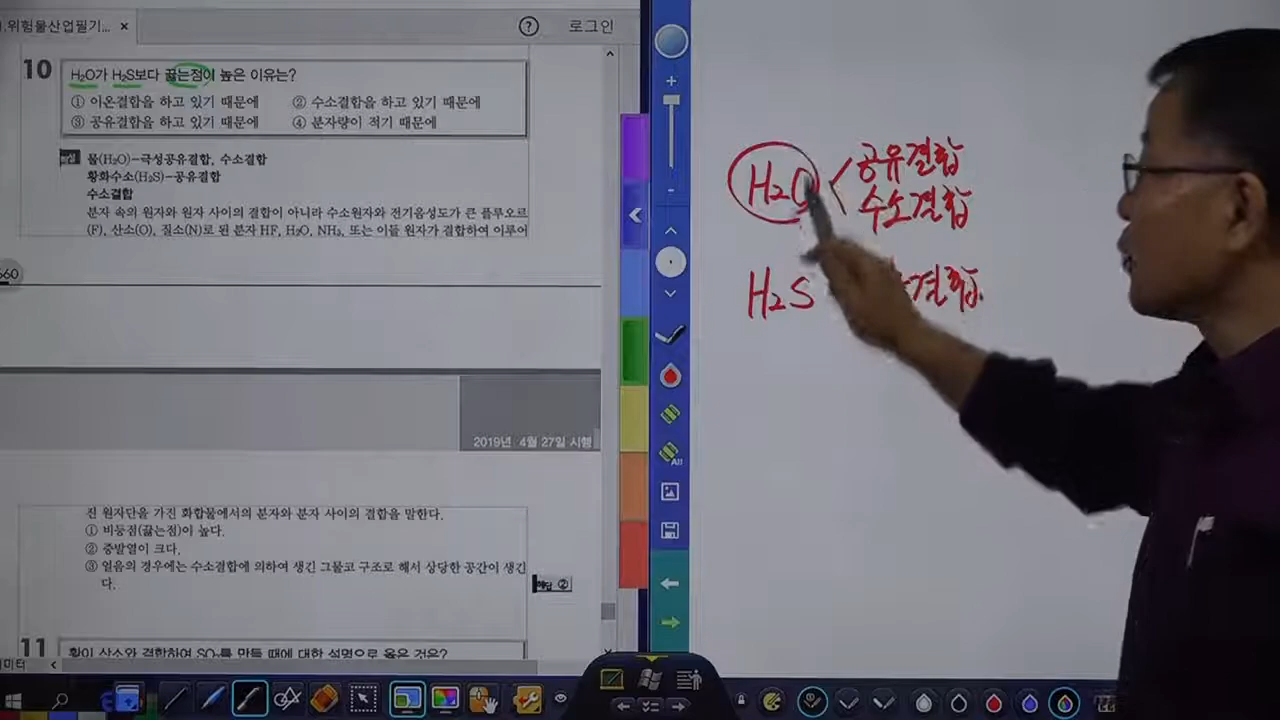 .위험물산업필기... ×
? 로그인
10 H₂O가 H₂S보다 끓는점이 높은 이유는?
① 이온결합을 하고 있기 때문에 ② 수소결합을 하고 있기 때문에
③ 공유결합을 하고 있기 때문에 ④ 분자량이 적기 때문에
물(H₂O)-극성공유결합, 수소결합
황화수소(H₂S)-공유결합
수소결합
분자 속의 원자와 원자 사이의 결합이 아니라 수소원자와 전기음성도가 큰 플루오르
(F), 산소(O), 질소(N)로 된 분자 HF, H₂O, NH₃, 또는 이들 원자가 결합하여 이루어
660
2019년 4월 27일 시행
진 원자단을 가진 화합물에서의 분자와 분자 사이의 결합을 말한다.
① 비등점(끓는점)이 높다.
② 증발열이 크다.
③ 얼음의 경우에는 수소결합에 의하여 생긴 그물고 구조로 해서 상당한 공간이 생긴
다.
해답 ②
11 황이 산소와 결합하여 SO₂를 만들 때에 대한 설명으로 옳은 것은?
미터
H₂O
공유결합
수소결합
H₂S
결합.
All